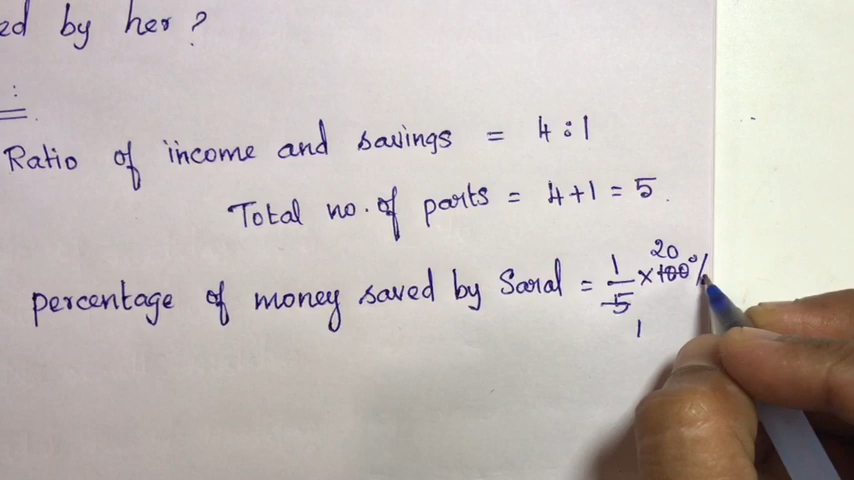 ed by her?
:
Ratio of income and savings = 4:1
Total no. of parts = 4+1 = 5.
percentage of money saved by Saral = 1/5 × 100%
20
1